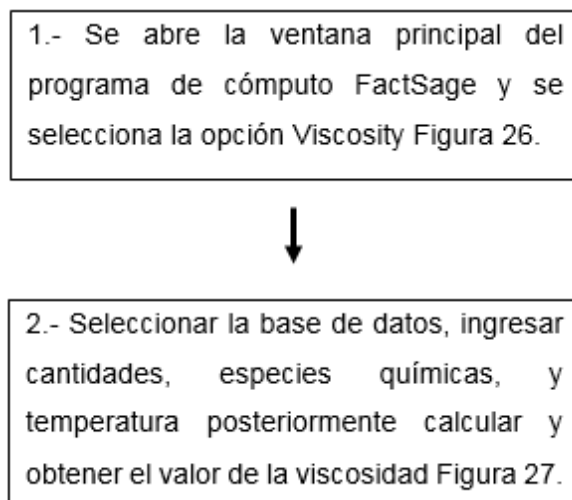 1.- Se abre la ventana principal del
programa de cómputo FactSage y se
selecciona la opción Viscosity Figura 26.
2.- Seleccionar la base de datos, ingresar
cantidades, especies químicas, y
temperatura posteriormente calcular y
obtener el valor de la viscosidad Figura 27.